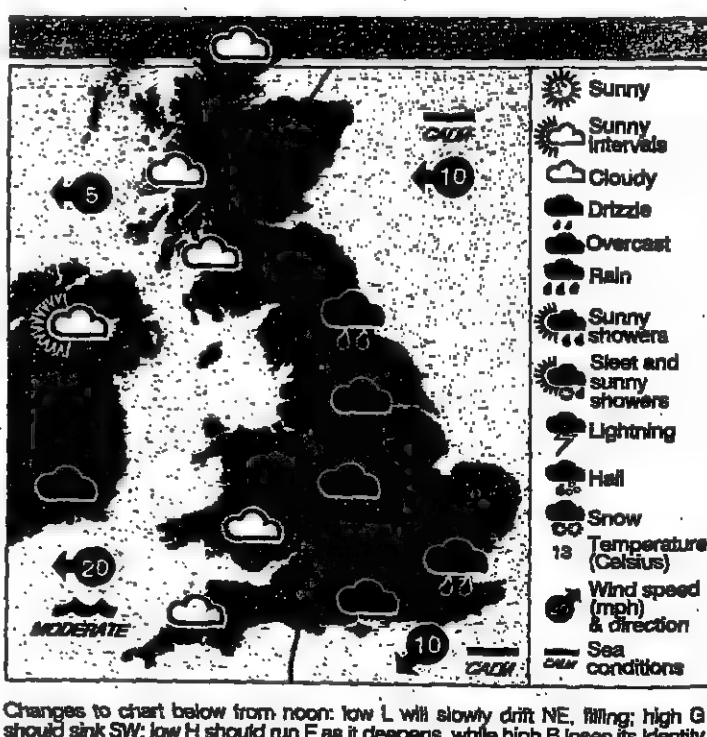 CALM
10
5
20
MODERATE
10
CALM
Sunny
Sunny
intervals
Cloudy
Drizzle
Overcast
Rain
Sunny
showers
Sleet and
sunny
showers
Lightning
Hail
Snow
13 Temperature
(Celsius)
Wind speed
(mph)
& direction
CALM Sea
conditions
Changes to chart below from noon: low L will slowly drift NE, filling; high G
should sink SW; low H should run E as it deepens, while high B keeps its identity